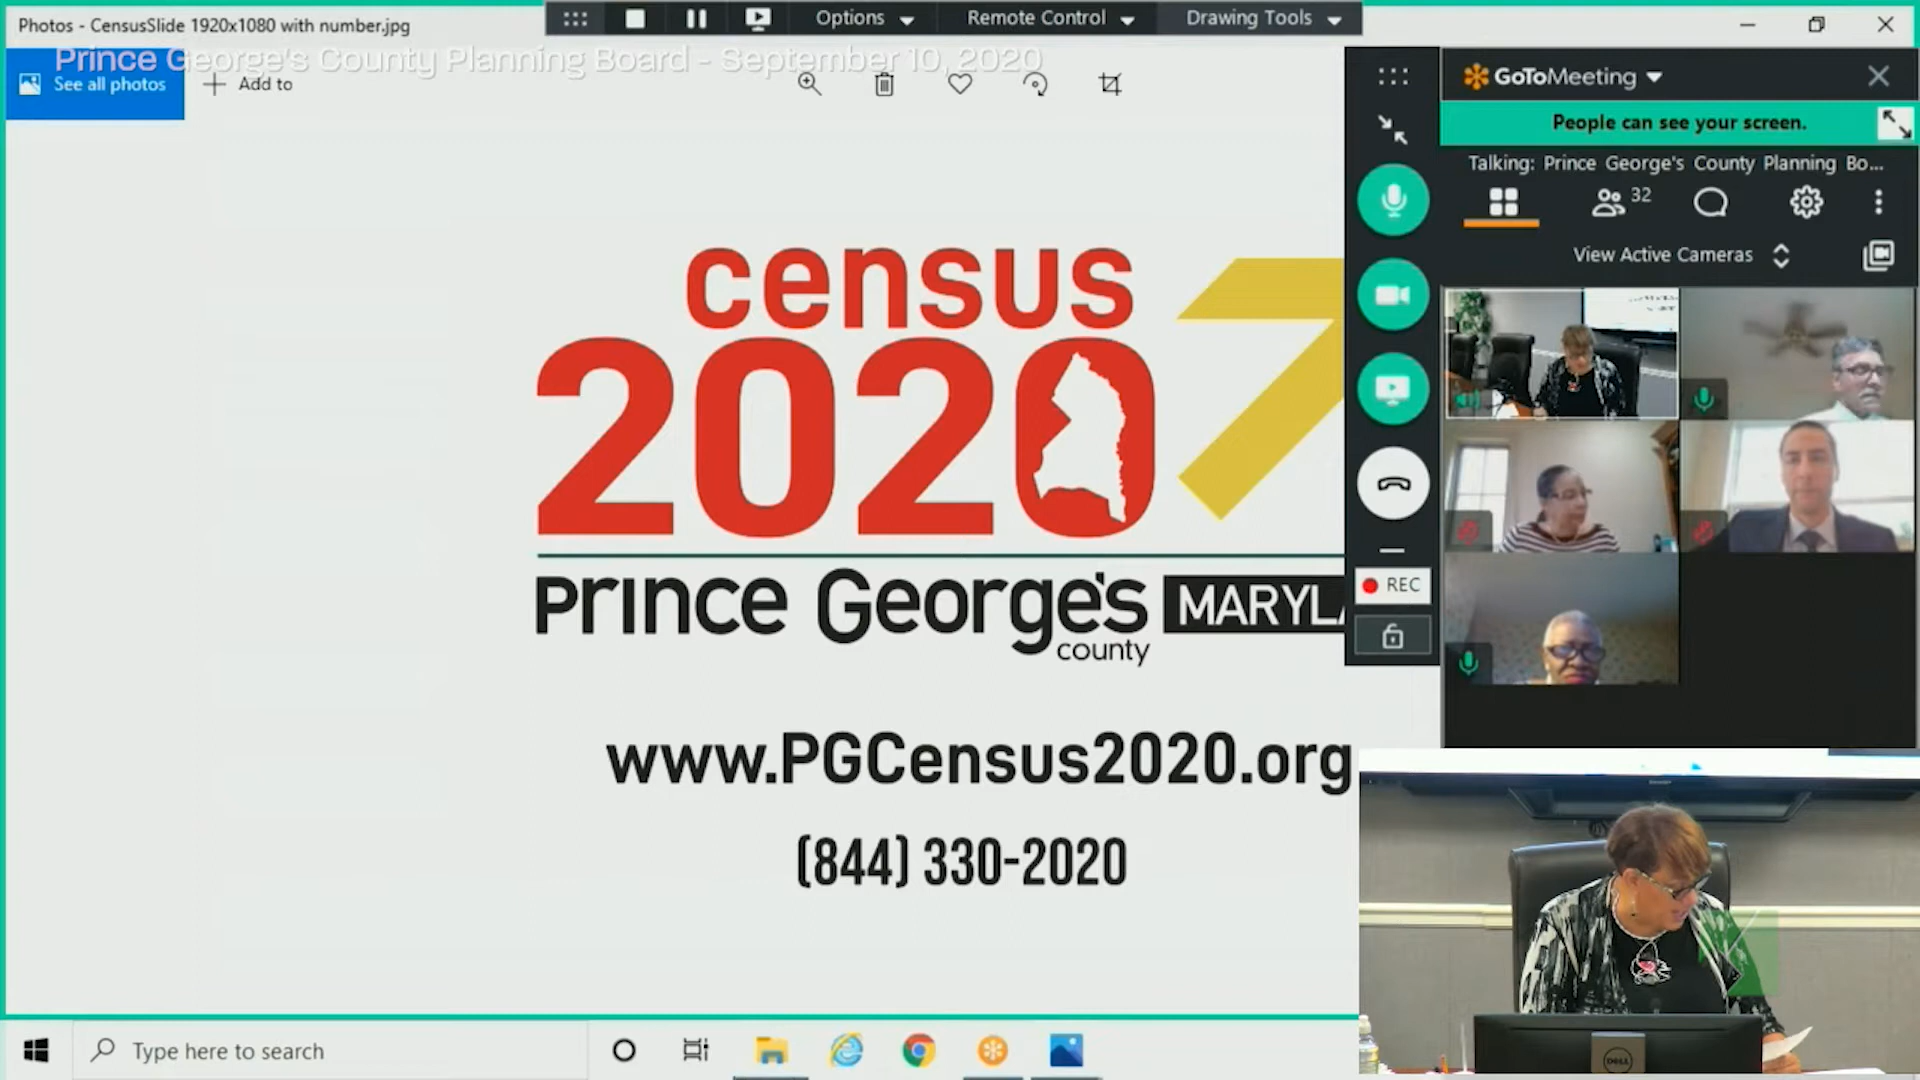 Photos - CensusSlide 1920x1080 with number.jpg
Options
Remote Control
Drawing Tools
Prince George's County Planning Board - September 10, 2020
See all photos
Add to
GoToMeeting
People can see your screen.
Talking: Prince George's County Planning Bo...
32
View Active Cameras
census
2020
Prince George's MARYLA
county
REC
www.PGCensus2020.org
(844) 330-2020
Type here to search
DELL